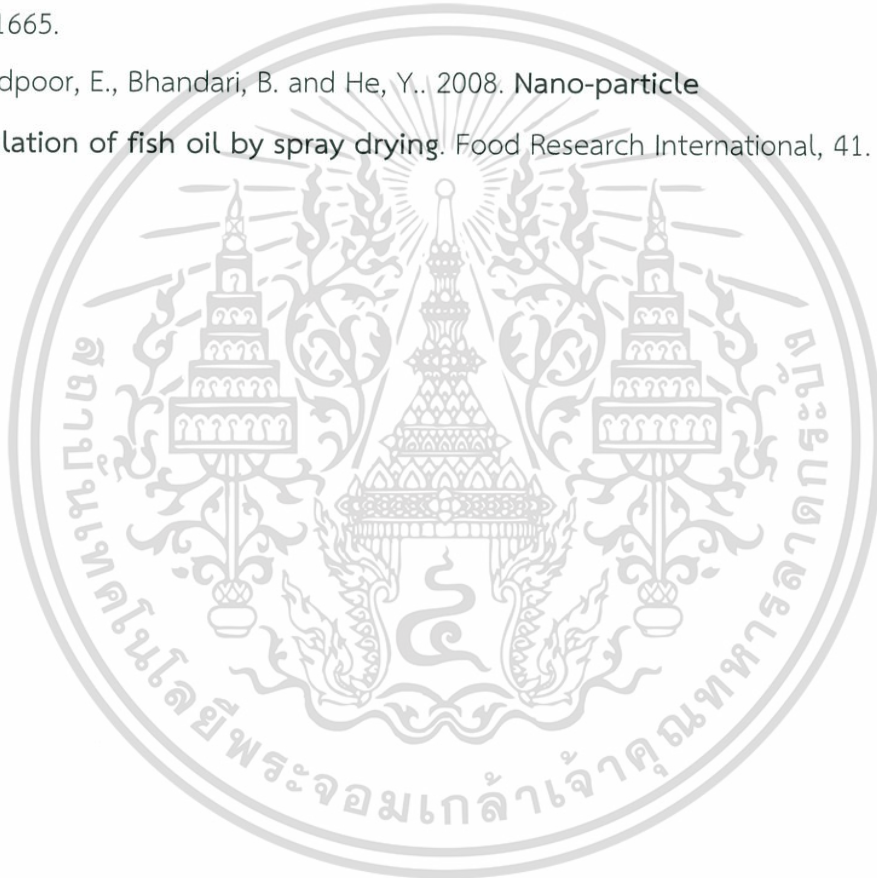 1665.
dpoor, E., Bhandari, B. and He, Y.. 2008. Nano-particle
lation of fish oil by spray drying. Food Research International, 41.
สถาบันเทคโนโลยีพระจอมเกล้าเจ้าคุณทหารลาดกระบัง
๔